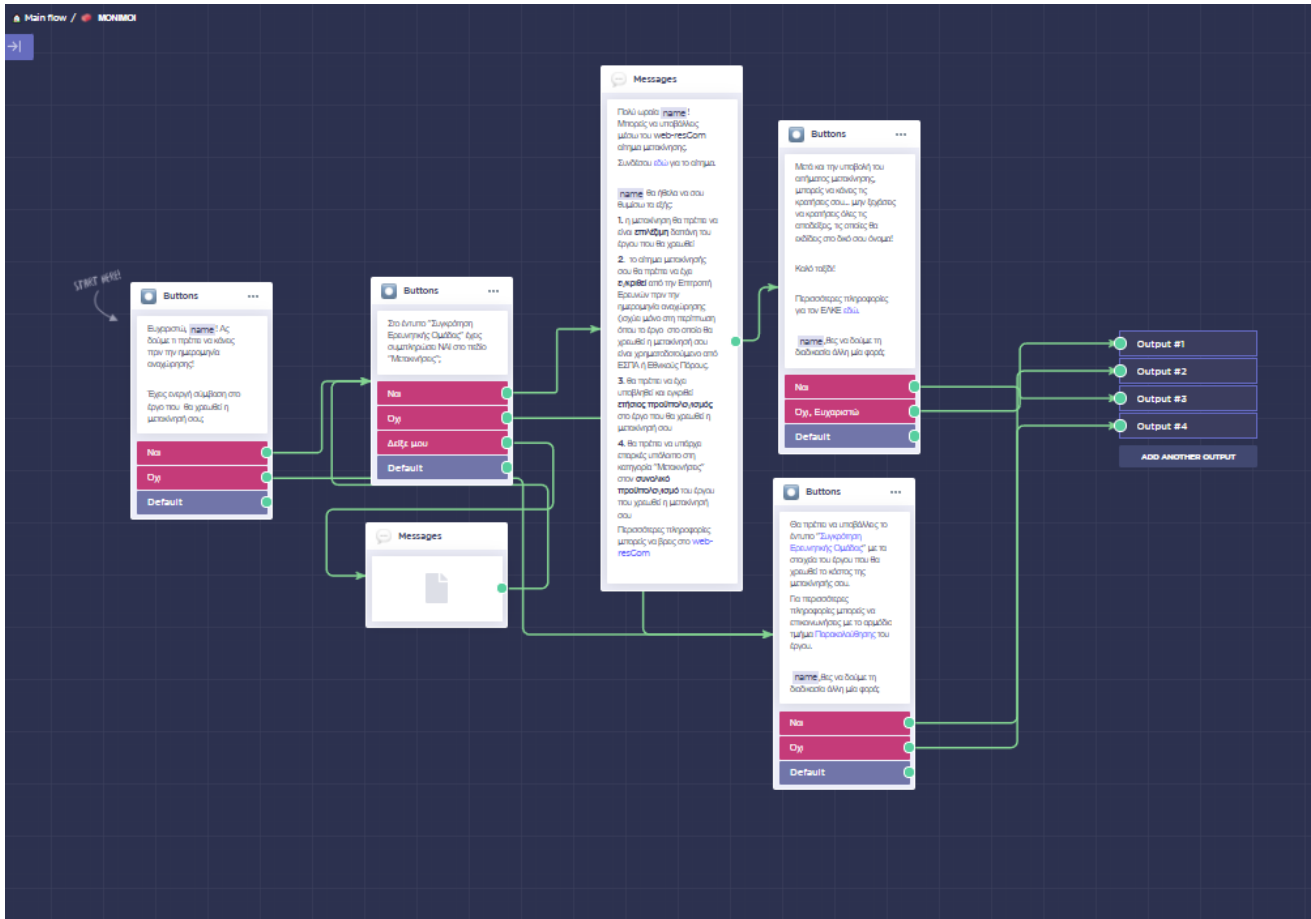 Main flow / MONIMOI
START HERE!
Buttons
Ευχαριστώ, name ! Ας
δούμε τι πρέπει να κάνεις
πριν την ημερομηνία
αναχώρησης!
Έχεις ενεργή σύμβαση στο
έργο που θα χρεωθεί η
μετακίνησή σου;
Ναι
Όχι
Default
Buttons
Στο έντυπο "Συγκρότηση
Ερευνητικής Ομάδας" έχεις
συμπληρώσει ΝΑΙ στο πεδίο
"Μετακινήσεις";
Ναι
Όχι
Δείξε μου
Default
Messages
Messages
Πολύ ωραία name !
Μπορείς να υποβάλλεις
μέσω του web-resCom
αίτημα μετακίνησης.
Συνδέσου εδώ για το αίτημα.
name θα ήθελα να σου
θυμίσω τα εξής:
1. η μετακίνηση θα πρέπει να
είναι επιλέξιμη δαπάνη του
έργου που θα χρεωθεί
2. το αίτημα μετακίνησής
σου θα πρέπει να έχει
εγκριθεί από την Επιτροπή
Ερευνών πριν την
ημερομηνία αναχώρησης
(ισχύει μόνο στη περίπτωση
όπου το έργο στο οποίο θα
χρεωθεί η μετακίνησή σου
είναι χρηματοδοτούμενο από
ΕΣΠΑ ή Εθνικούς Πόρους.
3. θα πρέπει να έχει
υποβληθεί και εγκριθεί
ετήσιος προϋπολογισμός
στο έργο που θα χρεωθεί η
μετακίνησή σου
4. θα πρέπει να υπάρχει
επαρκές υπόλοιπο στη
κατηγορία "Μετακινήσεις"
στον συνολικό
προϋπολογισμό του έργου
που χρεωθεί η μετακίνησή
σου
Περισσότερες πληροφορίες
μπορείς να βρεις στο web-
resCom
Buttons
Μετά και την υποβολή του
αιτήματος μετακίνησης,
μπορείς να κάνεις τις
κρατήσεις σου... μην ξεχάσεις
να κρατήσεις όλες τις
αποδείξεις, τις οποίες θα
εκδίδεις στο δικό σου όνομα!
Καλό ταξίδι!
Περισσότερες πληροφορίες
για τον ΕΛΚΕ εδώ.
name ,θες να δούμε τη
διαδικασία άλλη μία φορά;
Ναι
Όχι, Ευχαριστώ
Default
Buttons
Θα πρέπει να υποβάλλεις το
έντυπο "Συγκρότηση
Ερευνητικής Ομάδας" με τα
στοιχεία του έργου που θα
χρεωθεί το κόστος της
μετακίνησής σου.
Για περισσότερες
πληροφορίες μπορείς να
επικοινωνήσεις με το αρμόδιο
τμήμα Παρακολούθησης του
έργου.
name ,θες να δούμε τη
διαδικασία άλλη μία φορά;
Ναι
Όχι
Default
Output #1
Output #2
Output #3
Output #4
ADD ANOTHER OUTPUT